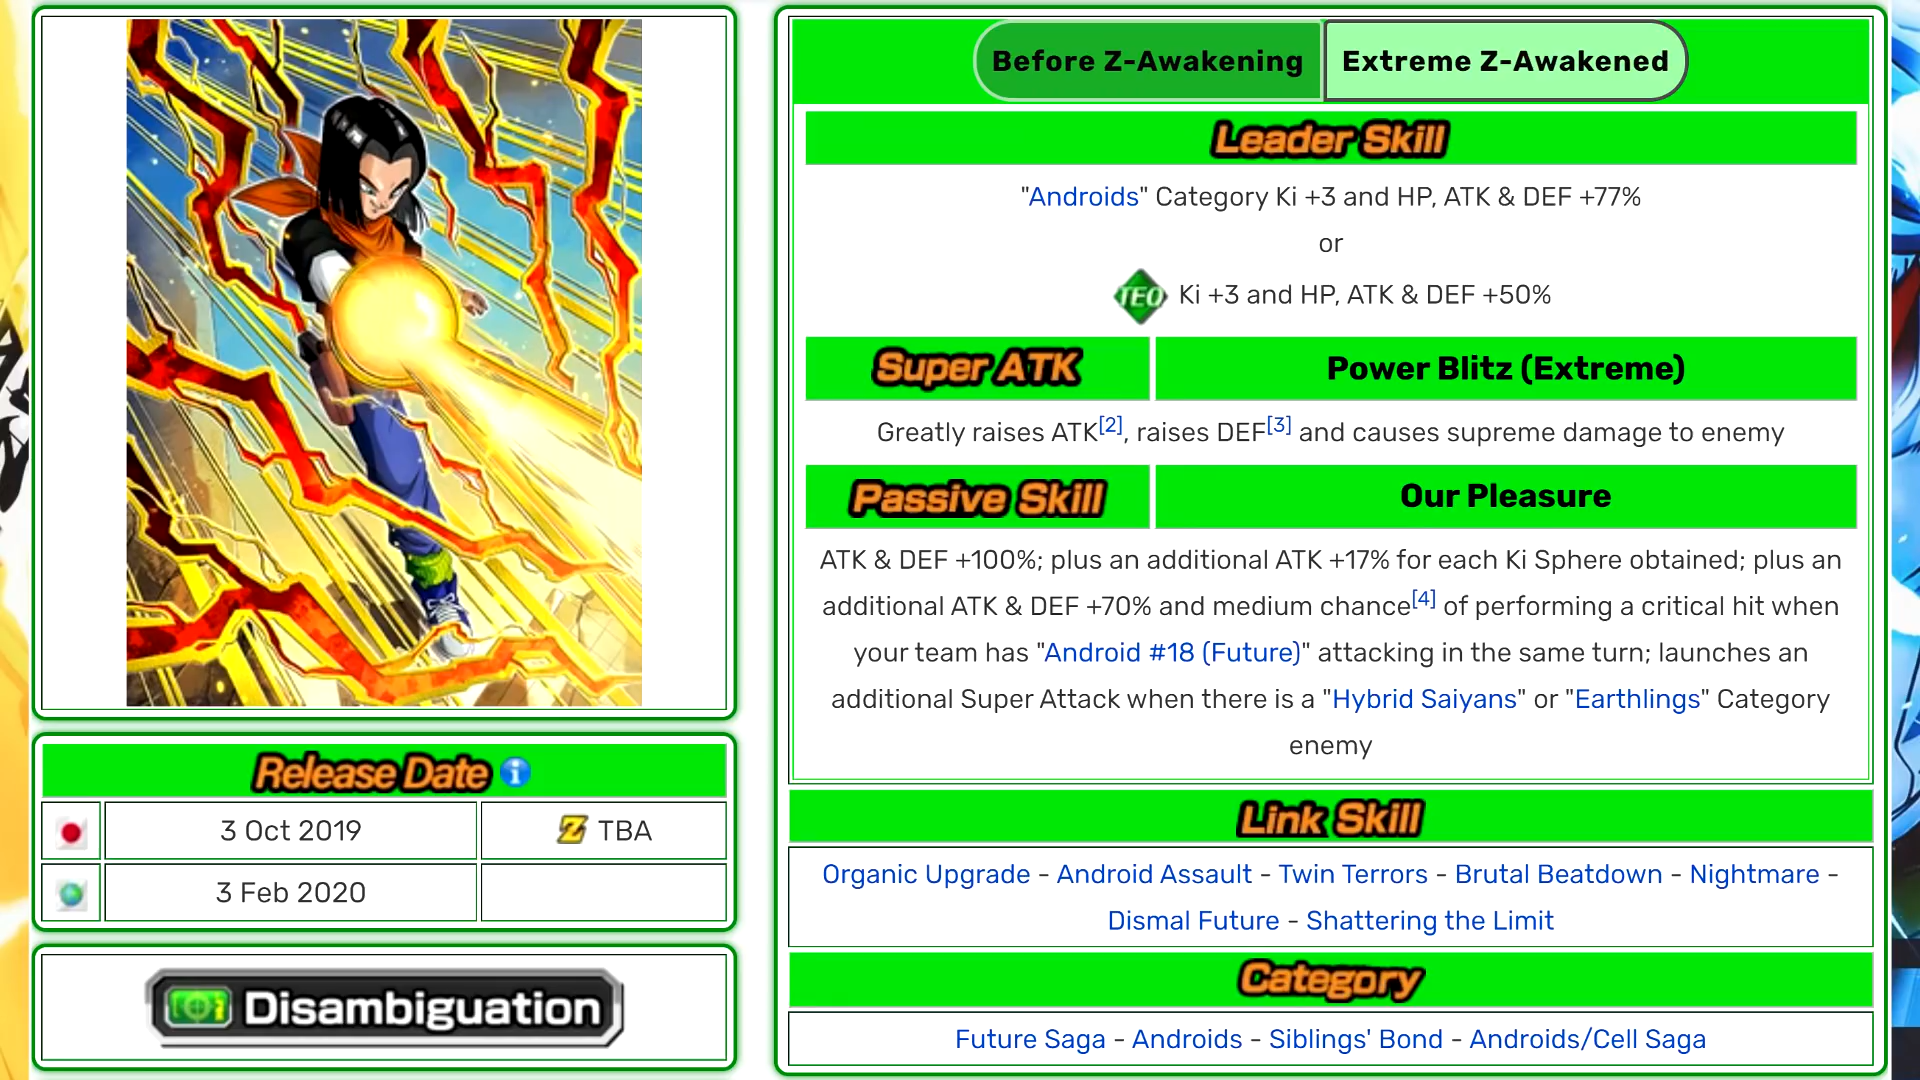 Before Z-Awakening
Extreme Z-Awakened
Leader Skill
"Androids" Category Ki +3 and HP, ATK & DEF +77%
or
TEQ Ki +3 and HP, ATK & DEF +50%
Super ATK
Power Blitz (Extreme)
Greatly raises ATK[2], raises DEF[3] and causes supreme damage to enemy
Passive Skill
Our Pleasure
ATK & DEF +100%; plus an additional ATK +17% for each Ki Sphere obtained; plus an
additional ATK & DEF +70% and medium chance[4] of performing a critical hit when
your team has "Android #18 (Future)" attacking in the same turn; launches an
additional Super Attack when there is a "Hybrid Saiyans" or "Earthlings" Category
enemy
Link Skill
Organic Upgrade - Android Assault - Twin Terrors - Brutal Beatdown - Nightmare -
Dismal Future - Shattering the Limit
Category
Future Saga - Androids - Siblings' Bond - Androids/Cell Saga
Release Date i
3 Oct 2019
Z TBA
3 Feb 2020
Disambiguation